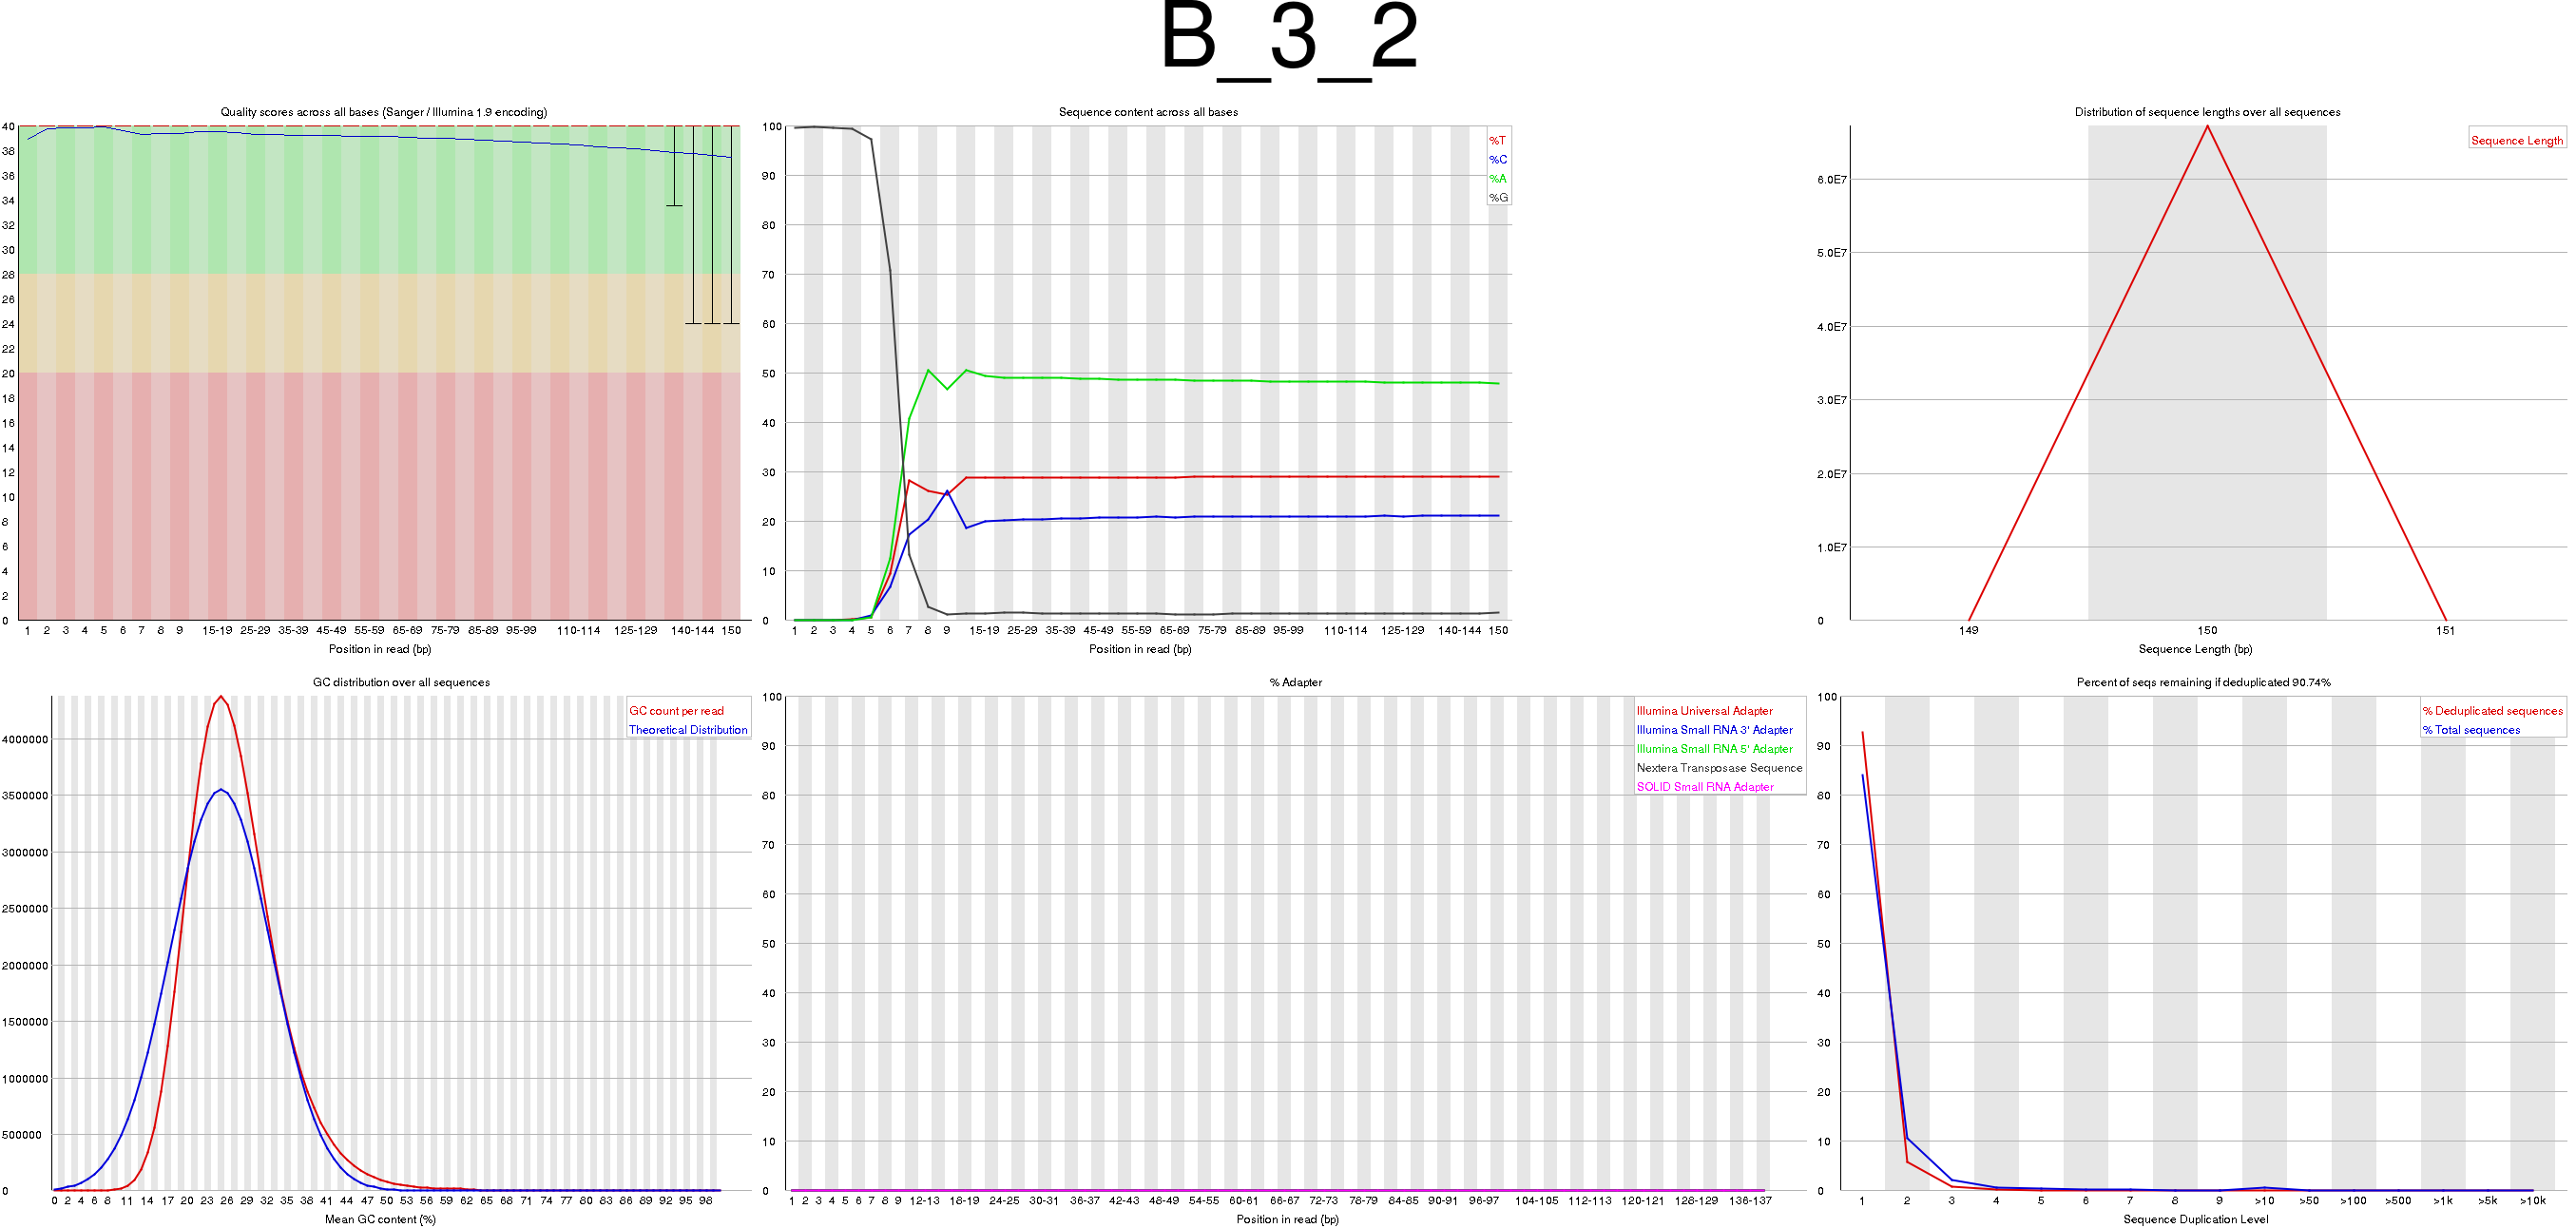 B_3_2
Quality scores across all bases (Sanger / Illumina 1.9 encoding)
40
38
36
34
32
30
28
26
24
22
20
18
16
14
12
10
8
6
4
2
0
1 2 3 4 5 6 7 8 9 15-19 25-29 35-39 45-49 55-59 65-69 75-79 85-89 95-99 110-114 125-129 140-144 150
Position in read (bp)
Sequence content across all bases
100
90
80
70
60
50
40
30
20
10
0
%T
%C
%A
%G
1 2 3 4 5 6 7 8 9 15-19 25-29 35-39 45-49 55-59 65-69 75-79 85-89 95-99 110-114 125-129 140-144 150
Position in read (bp)
Distribution of sequence lengths over all sequences
Sequence Length
6.0E7
5.0E7
4.0E7
3.0E7
2.0E7
1.0E7
0
149 150 151
Sequence Length (bp)
GC distribution over all sequences
GC count per read
Theoretical Distribution
4000000
3500000
3000000
2500000
2000000
1500000
1000000
500000
0
0 2 4 6 8 11 14 17 20 23 26 29 32 35 38 41 44 47 50 53 56 59 62 65 68 71 74 77 80 83 86 89 92 95 98
Mean GC content (%)
% Adapter
100
90
80
70
60
50
40
30
20
10
0
Illumina Universal Adapter
Illumina Small RNA 3' Adapter
Illumina Small RNA 5' Adapter
Nextera Transposase Sequence
SOLID Small RNA Adapter
1 2 3 4 5 6 7 8 9 12-13 18-19 24-25 30-31 36-37 42-43 48-49 54-55 60-61 66-67 72-73 78-79 84-85 90-91 96-97 104-105 112-113 120-121 128-129 136-137
Position in read (bp)
Percent of seqs remaining if deduplicated 90.74%
100
90
80
70
60
50
40
30
20
10
0
% Deduplicated sequences
% Total sequences
1 2 3 4 5 6 7 8 9 >10 >50 >100 >500 >1k >5k >10k
Sequence Duplication Level